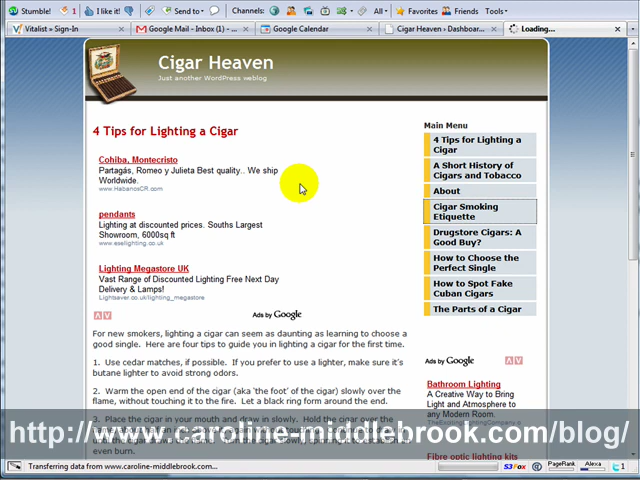 Stumble! 1 I like it! Send to Channels: All Favorites Friends Tools
Vitalist » Sign-In
Google Mail - Inbox (1) - ...
Google Calendar
Cigar Heaven › Dashboar...
Loading...
Cigar Heaven
Just another WordPress weblog
4 Tips for Lighting a Cigar
Cohiba, Montecristo
Partagás, Romeo y Julieta Best quality.. We ship
Worldwide.
www.HabanosCR.com
pendants
Lighting at discounted prices. Souths Largest
Showroom, 6000sq ft
www.eselighting.co.uk
Lighting Megastore UK
Vast Range of Discounted Lighting Free Next Day
Delivery & Lamps!
Lightsaver.co.uk/lighting_megastore
Ads by Google
For new smokers, lighting a cigar can seem as daunting as learning to choose a
good single. Here are four tips to guide you in lighting a cigar for the first time.
1. Use cedar matches, if possible. If you prefer to use a lighter, make sure it's
butane lighter to avoid strong odors.
2. Warm the open end of the cigar (aka 'the foot' of the cigar) slowly over the
flame, without touching it to the fire. Let a black ring form around the end.
3. Place the cigar in your mouth and draw in slowly. Hold the cigar over the
even burn.
Main Menu
4 Tips for Lighting a
Cigar
A Short History of
Cigars and Tobacco
About
Cigar Smoking
Etiquette
Drugstore Cigars: A
Good Buy?
How to Choose the
Perfect Single
How to Spot Fake
Cuban Cigars
The Parts of a Cigar
Ads by Google
Bathroom Lighting
A Creative Way to Bring
Light and Atmosphere to
any Modern Room.
TheExcitingLightingCompany
Fibre optic lighting kits
http://www.caroline-middlebrook.com/blog/
Transferring data from www.caroline-middlebrook.com...
S3Fox
PageRank
Alexa
1